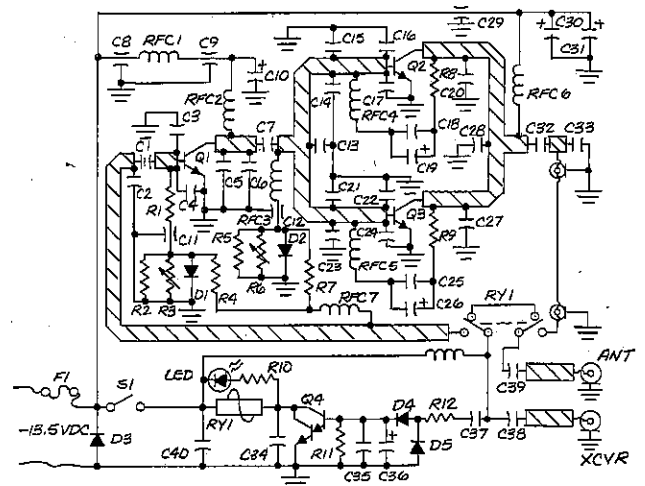 C29
C30
C31
C15
C16
C8
RFC1
C9
C10
Q2
R8
C20
RFC6
RFC2
C14
C17
RFC4
C18
C19
C3
C7
C13
C28
C32
C33
C1
Q1
C2
C4
C5
C6
RFC3
C12
C21
C22
Q3
R1
C11
R5
R6
D2
R7
C23
C24
RFC5
R9
C27
C25
C26
R2
R3
D1
R4
RFC7
RY1
ANT
C39
LED
R10
F1
S1
RY1
Q4
D4
R12
C37
C38
XCVR
-13.5VDC
D3
C40
C84
R11
C35
C36
D5